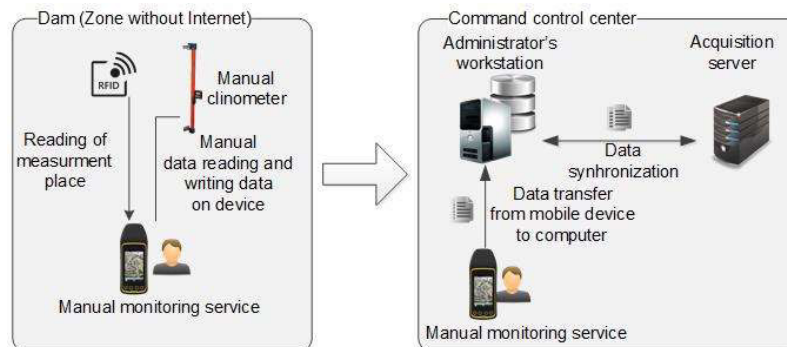 Dam (Zone without Internet)
RFID
Reading of
measurment
place
Manual
clinometer
Manual
data reading and
writing data
on device
Manual monitoring service
Command control center
Administrator's
workstation
Acquisition
server
Data
synhronization
Data transfer
from mobile device
to computer
Manual monitoring service